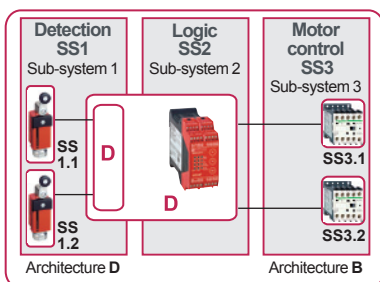 Detection
SS1
Sub-system 1
Logic
SS2
Sub-system 2
Motor
control
SS3
Sub-system 3
SS
1.1
D
D
SS
1.2
SS3.1
SS3.2
Architecture D
Architecture B